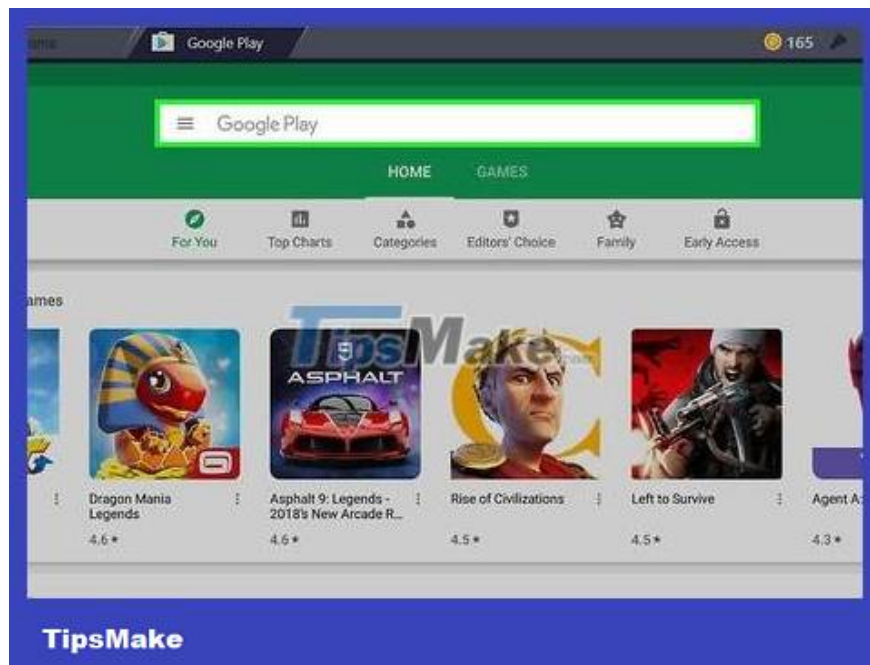 Google Play
165
Google Play
HOME
GAMES
For You
Top Charts
Categories
Editors' Choice
Family
Early Access
ames
TipsMake.com
ASPHALT
Dragon Mania
Legends
4.6★
Asphalt 9: Legends -
2018's New Arcade R...
4.6★
Rise of Civilizations
4.5★
Left to Survive
4.5★
Agent A:
4.3★
TipsMake